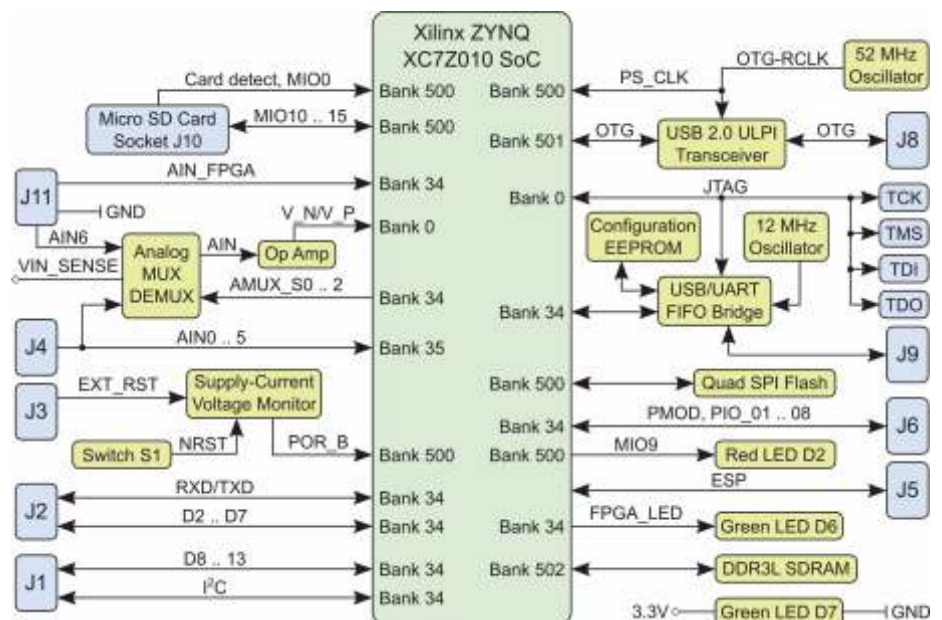 Xilinx ZYNQ
XC7Z010 SoC
Card detect, MIO0
Bank 500
Micro SD Card
Socket J10
MIO10 .. 15
Bank 500
J11
AIN_FPGA
Bank 34
GND
V_N/V_P
Bank 0
AIN6
Analog
MUX
DEMUX
AIN
Op Amp
VIN_SENSE
AMUX_S0 .. 2
Bank 34
J4
AIN0 .. 5
Bank 35
J3
EXT_RST
Supply-Current
Voltage Monitor
Switch S1
NRST
POR_B
Bank 500
J2
RXD/TXD
Bank 34
D2 .. D7
Bank 34
J1
D8 .. 13
Bank 34
I²C
Bank 34
Bank 500
PS_CLK
OTG-RCLK
52 MHz
Oscillator
Bank 501
OTG
USB 2.0 ULPI
Transceiver
OTG
J8
Bank 0
JTAG
TCK
TMS
TDI
TDO
Configuration
EEPROM
12 MHz
Oscillator
Bank 34
USB/UART
FIFO Bridge
J9
Bank 500
Quad SPI Flash
Bank 34
PMOD, PIO_01 .. 08
J6
Bank 500
MIO9
Red LED D2
ESP
J5
Bank 34
FPGA_LED
Green LED D6
Bank 502
DDR3L SDRAM
3.3V
Green LED D7
GND